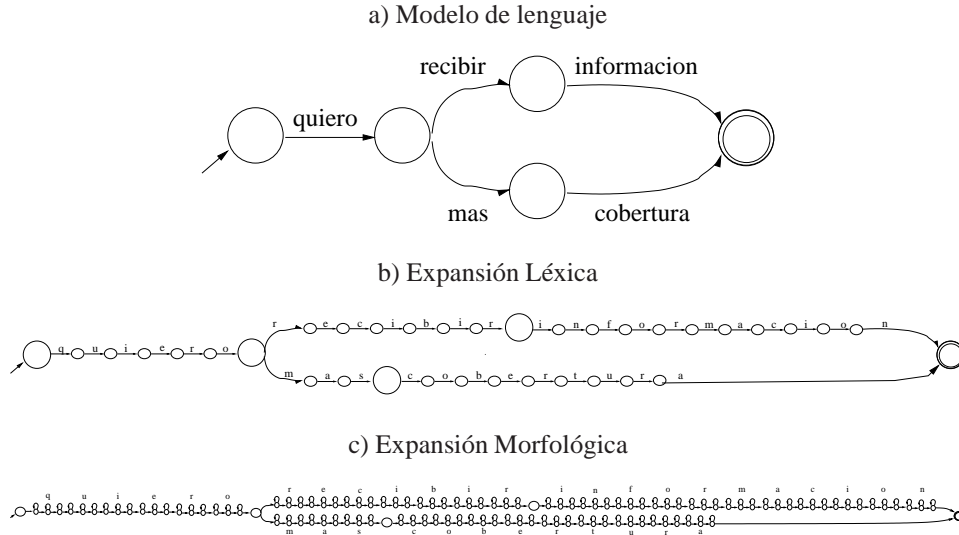 a) Modelo de lenguaje
recibir informacion
quiero
mas cobertura
b) Expansión Léxica
r e c i b i r i n f o r m a c i o n
q u i e r o
m a s c o b e r t u r a
c) Expansión Morfológica
q u i e r o r e c i b i r i n f o r m a c i o n
m a s c o b e r t u r a